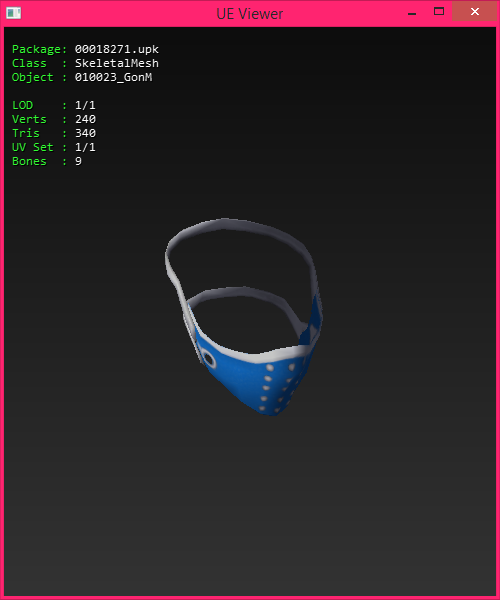 UE Viewer
Package: 00018271.upk
Class  : SkeletalMesh
Object : 010023_GonM
LOD    : 1/1
Verts  : 240
Tris   : 340
UV Set : 1/1
Bones  : 9